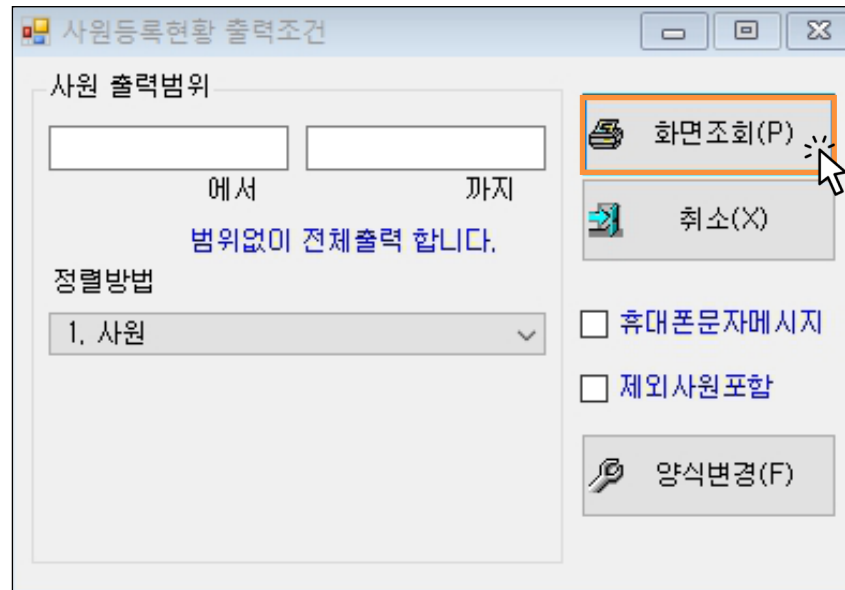 사원등록현황 출력조건
사원 출력범위
에서 까지
범위없이 전체출력 합니다.
정렬방법
1. 사원
화면조회(P)
취소(X)
휴대폰문자메시지
제외사원포함
양식변경(F)